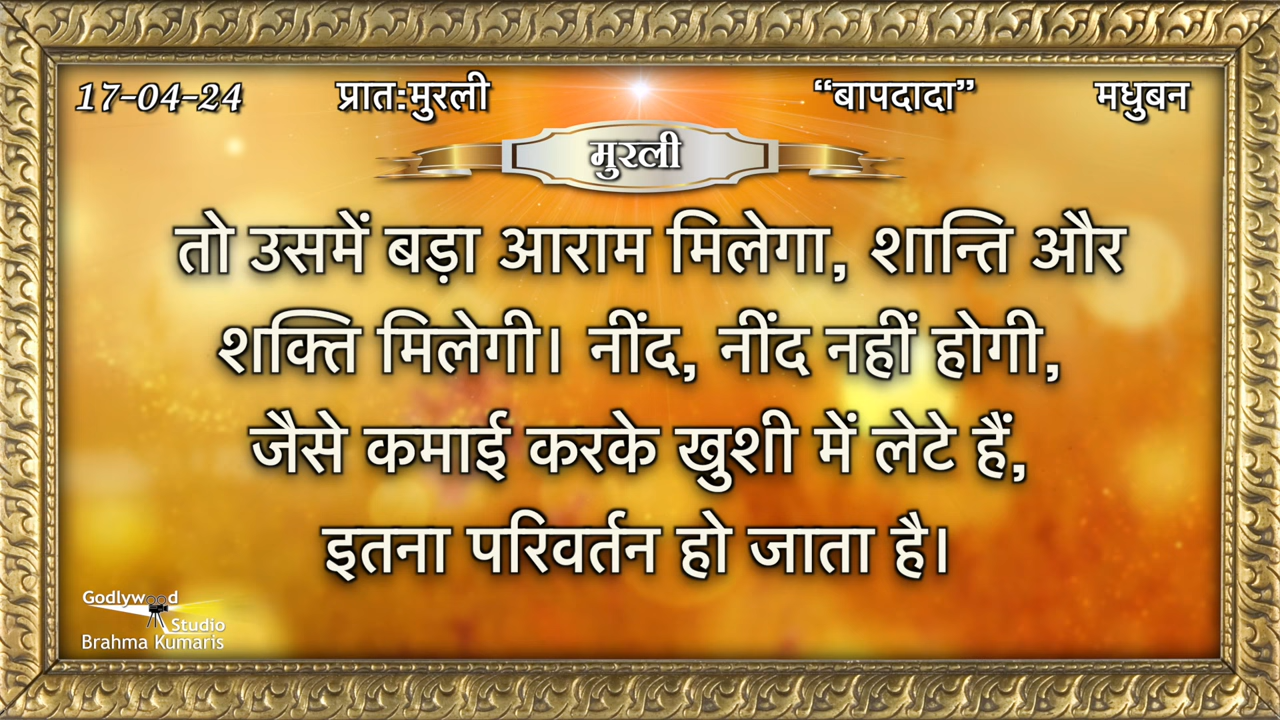 17-04-24 प्रात:मुरली “बापदादा” मधुबन
मुरली
तो उसमें बड़ा आराम मिलेगा, शान्ति और
शक्ति मिलेगी। नींद, नींद नहीं होगी,
जैसे कमाई करके खुशी में लेटे हैं,
इतना परिवर्तन हो जाता है।
Godlywood
Studio
Brahma Kumaris